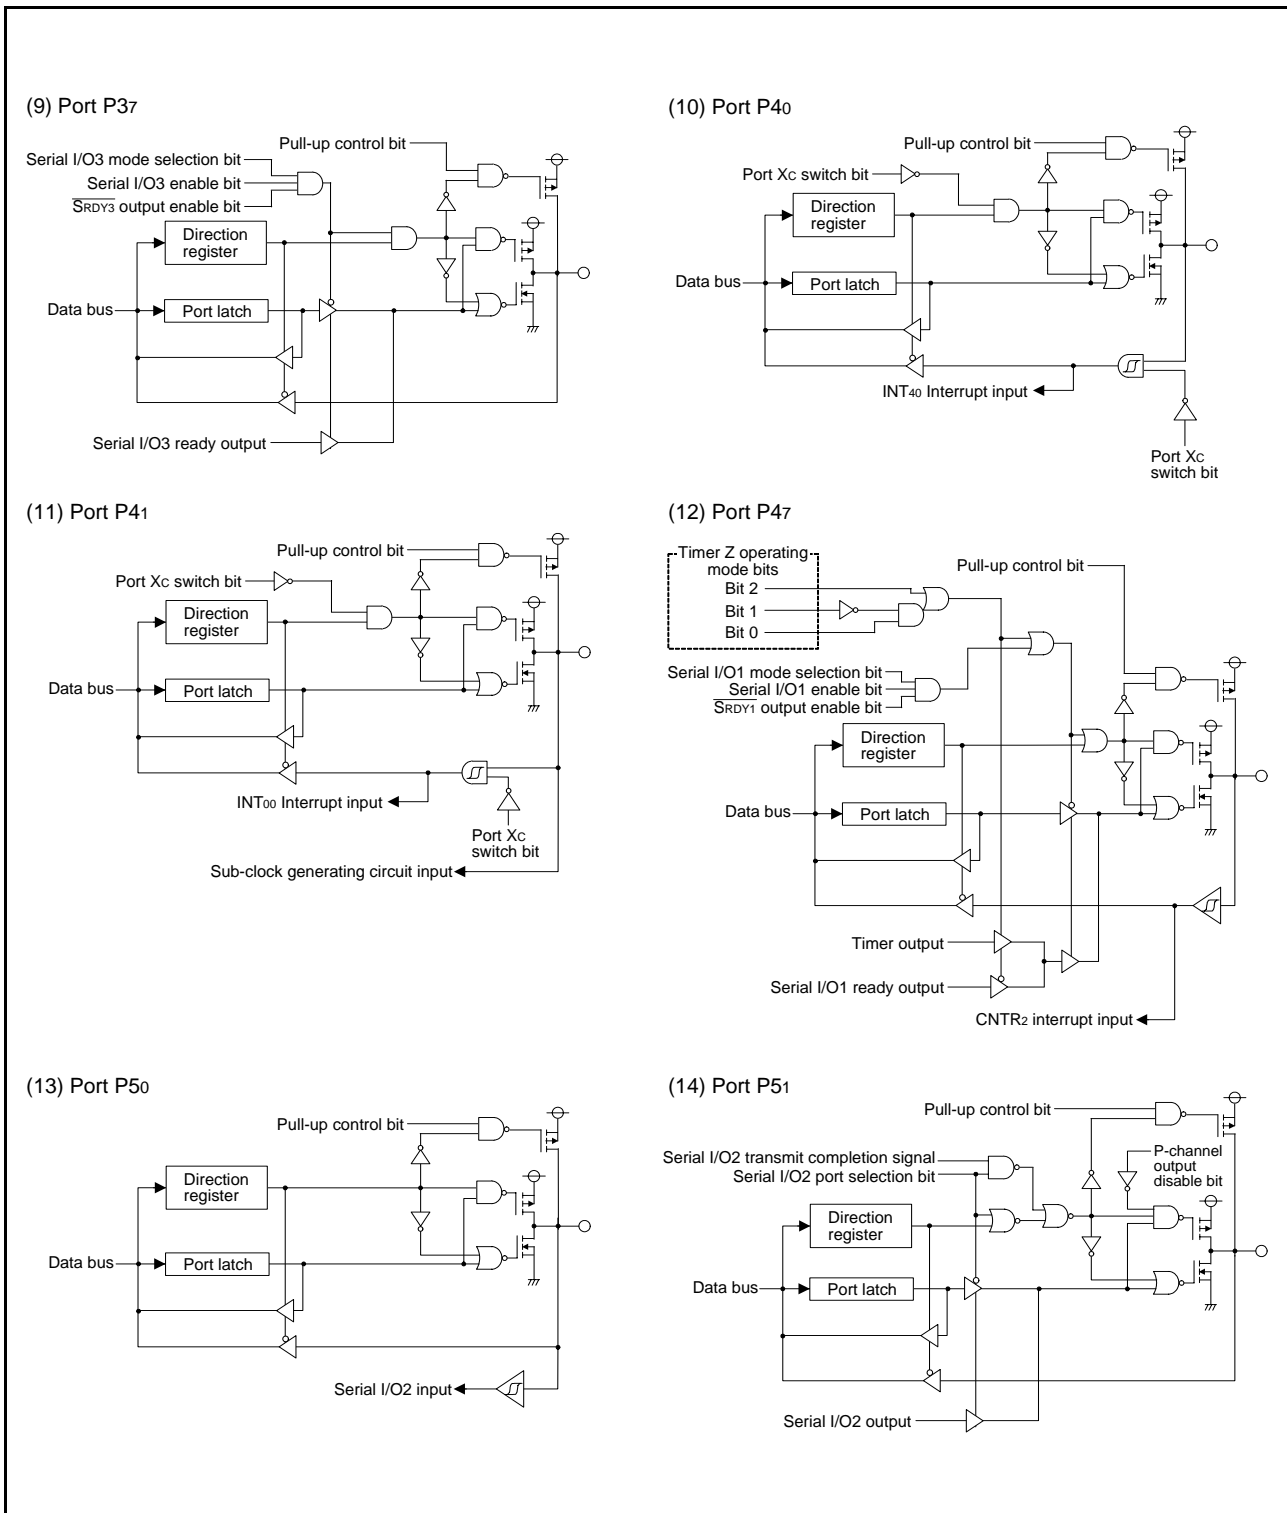 (9) Port P37
Pull-up control bit
Serial I/O3 mode selection bit
Serial I/O3 enable bit
SRDY3 output enable bit
Direction
register
Data bus
Port latch
Serial I/O3 ready output
(10) Port P40
Pull-up control bit
Port XC switch bit
Direction
register
Data bus
Port latch
INT40 Interrupt input
Port XC
switch bit
(11) Port P41
Pull-up control bit
Port XC switch bit
Direction
register
Data bus
Port latch
INT00 Interrupt input
Port XC
switch bit
Sub-clock generating circuit input
(12) Port P47
Timer Z operating
mode bits
Bit 2
Bit 1
Bit 0
Pull-up control bit
Serial I/O1 mode selection bit
Serial I/O1 enable bit
SRDY1 output enable bit
Direction
register
Data bus
Port latch
Timer output
Serial I/O1 ready output
CNTR2 interrupt input
(13) Port P50
Pull-up control bit
Direction
register
Data bus
Port latch
Serial I/O2 input
(14) Port P51
Pull-up control bit
Serial I/O2 transmit completion signal
Serial I/O2 port selection bit
P-channel
output
disable bit
Direction
register
Data bus
Port latch
Serial I/O2 output